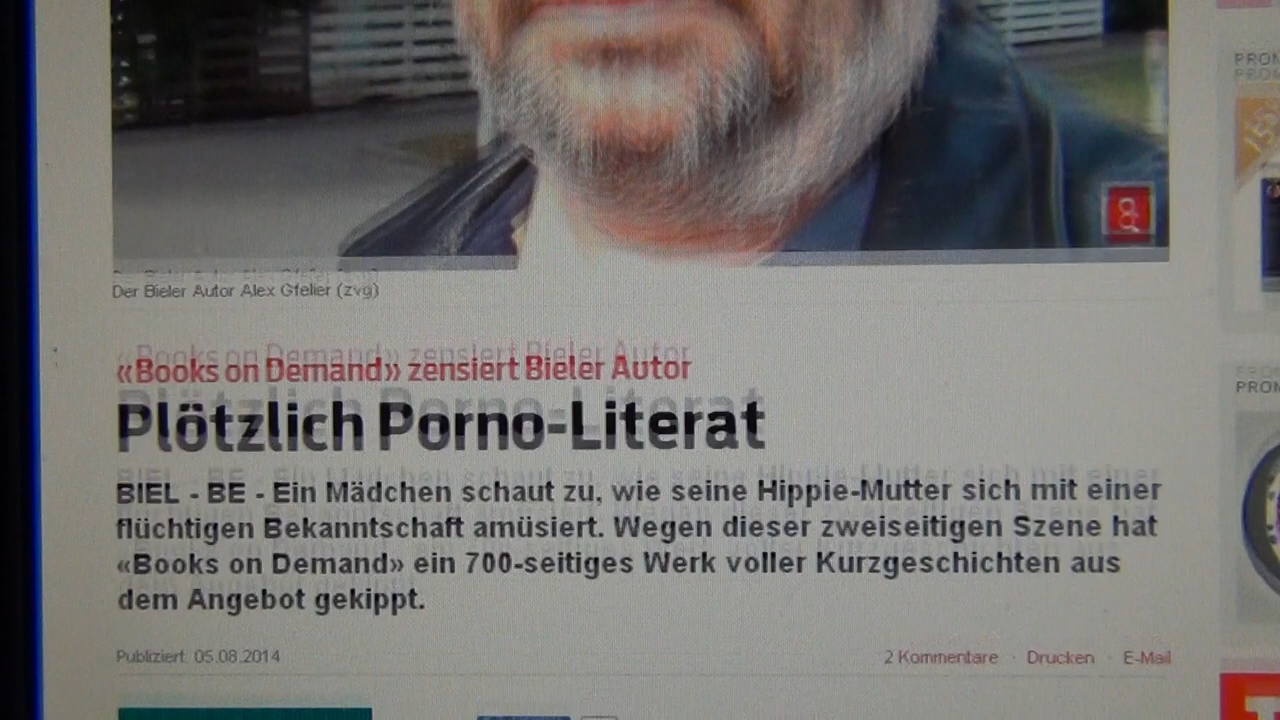 PROM
Der Bieler Autor Alex Gfeller (zvg)
«Books on Demand» zensiert Bieler Autor
Plötzlich Porno-Literat
PROM
BIEL - BE - Ein Mädchen schaut zu, wie seine Hippie-Mutter sich mit einer
flüchtigen Bekanntschaft amüsiert. Wegen dieser zweiseitigen Szene hat
«Books on Demand» ein 700-seitiges Werk voller Kurzgeschichten aus
dem Angebot gekippt.
Publiziert: 05.08.2014
2 Kommentare · Drucken · E-Mail